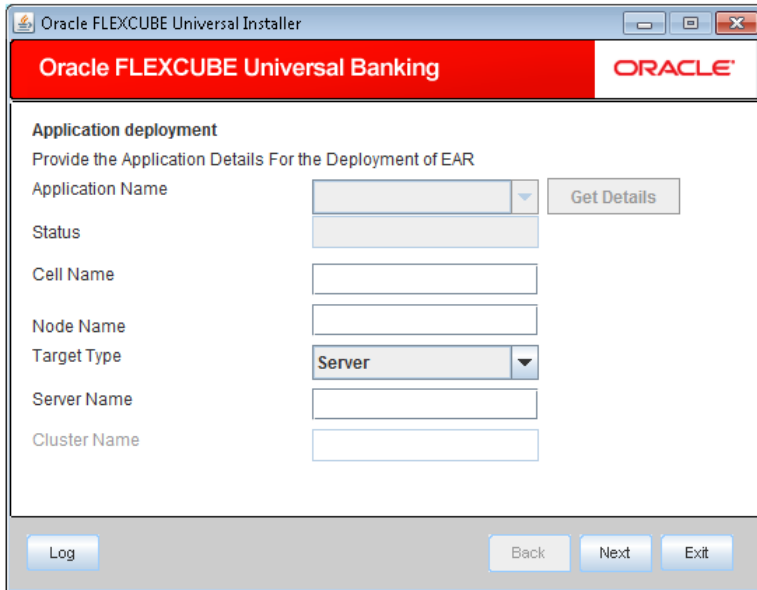 Oracle FLEXCUBE Universal Installer
Oracle FLEXCUBE Universal Banking
ORACLE
Application deployment
Provide the Application Details For the Deployment of EAR
Application Name
Get Details
Status
Cell Name
Node Name
Target Type
Server
Server Name
Cluster Name
Log
Back
Next
Exit